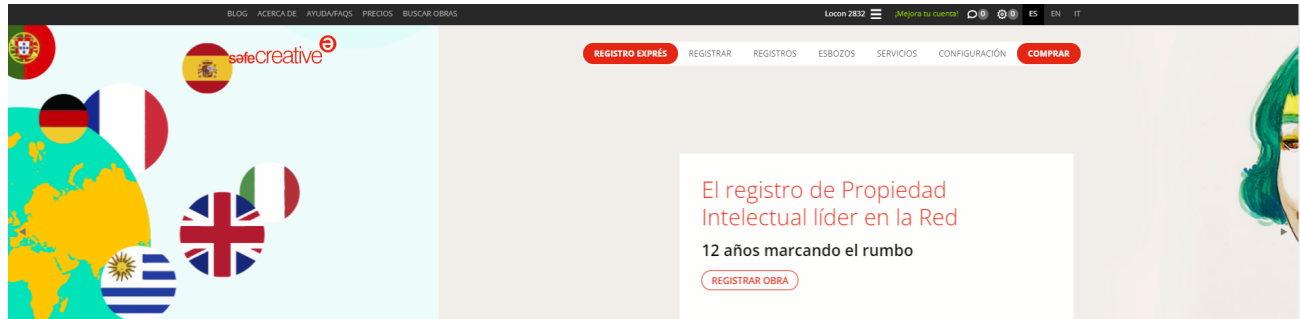 BLOG ACERCA DE AYUDA/FAQS PRECIOS BUSCAR OBRAS
Locon 2832 ¡Mejora tu cuenta! 0 0 ES EN IT
safecreative
REGISTRO EXPRÉS REGISTRAR REGISTROS ESBOZOS SERVICIOS CONFIGURACIÓN COMPRAR
El registro de Propiedad
Intelectual líder en la Red
12 años marcando el rumbo
REGISTRAR OBRA